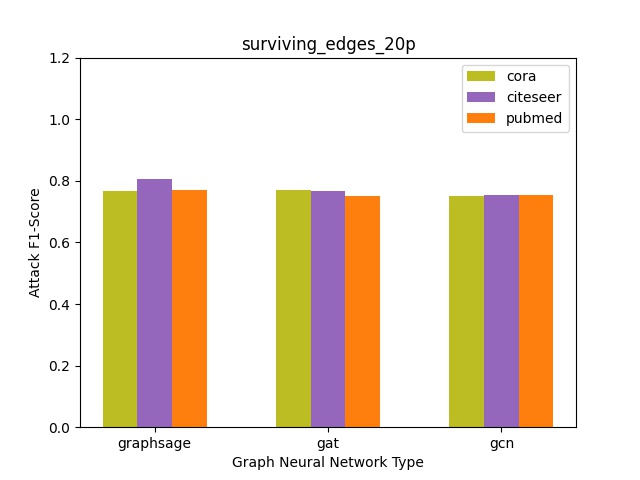 surviving_edges_20p
1.2
1.0
0.8
0.6
0.4
0.2
0.0
Attack F1-Score
cora
citeseer
pubmed
graphsage gat gcn
Graph Neural Network Type